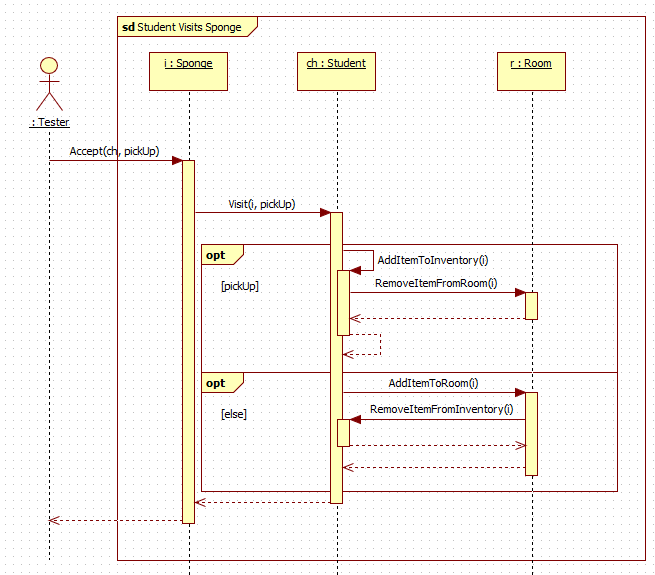 sd Student Visits Sponge
i : Sponge
ch : Student
r : Room
: Tester
Accept(ch, pickUp)
Visit(i, pickUp)
opt
AddItemToInventory(i)
[pickUp]
RemoveItemFromRoom(i)
opt
AddItemToRoom(i)
[else]
RemoveItemFromInventory(i)